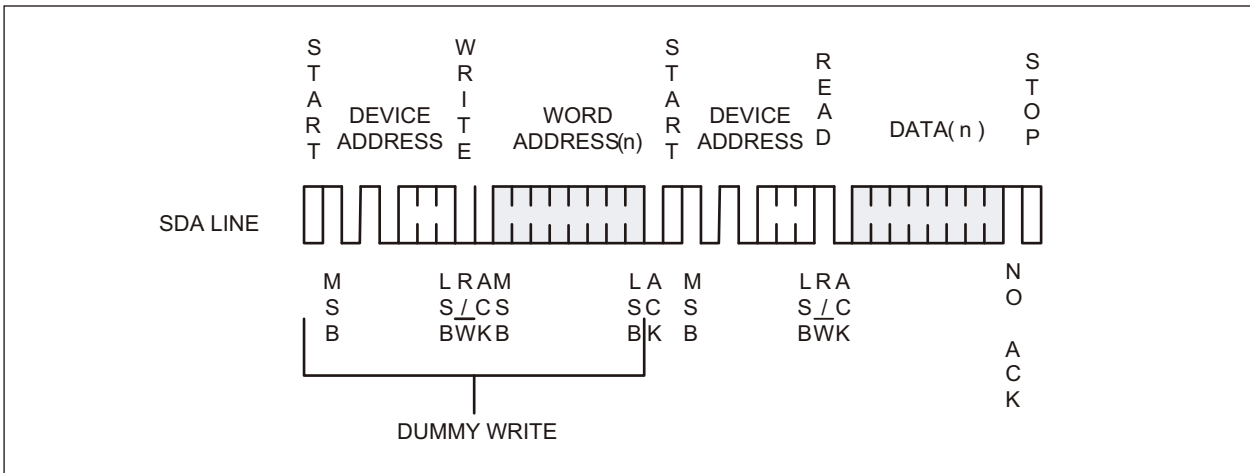 START
WRITE
START
READ
STOP
DEVICE
ADDRESS
WORD
ADDRESS(n)
DEVICE
ADDRESS
DATA( n )
SDA LINE
MSB
LSB
R/W
ACK
MSB
LSB
ACK
MSB
LSB
R/W
ACK
NO ACK
DUMMY WRITE